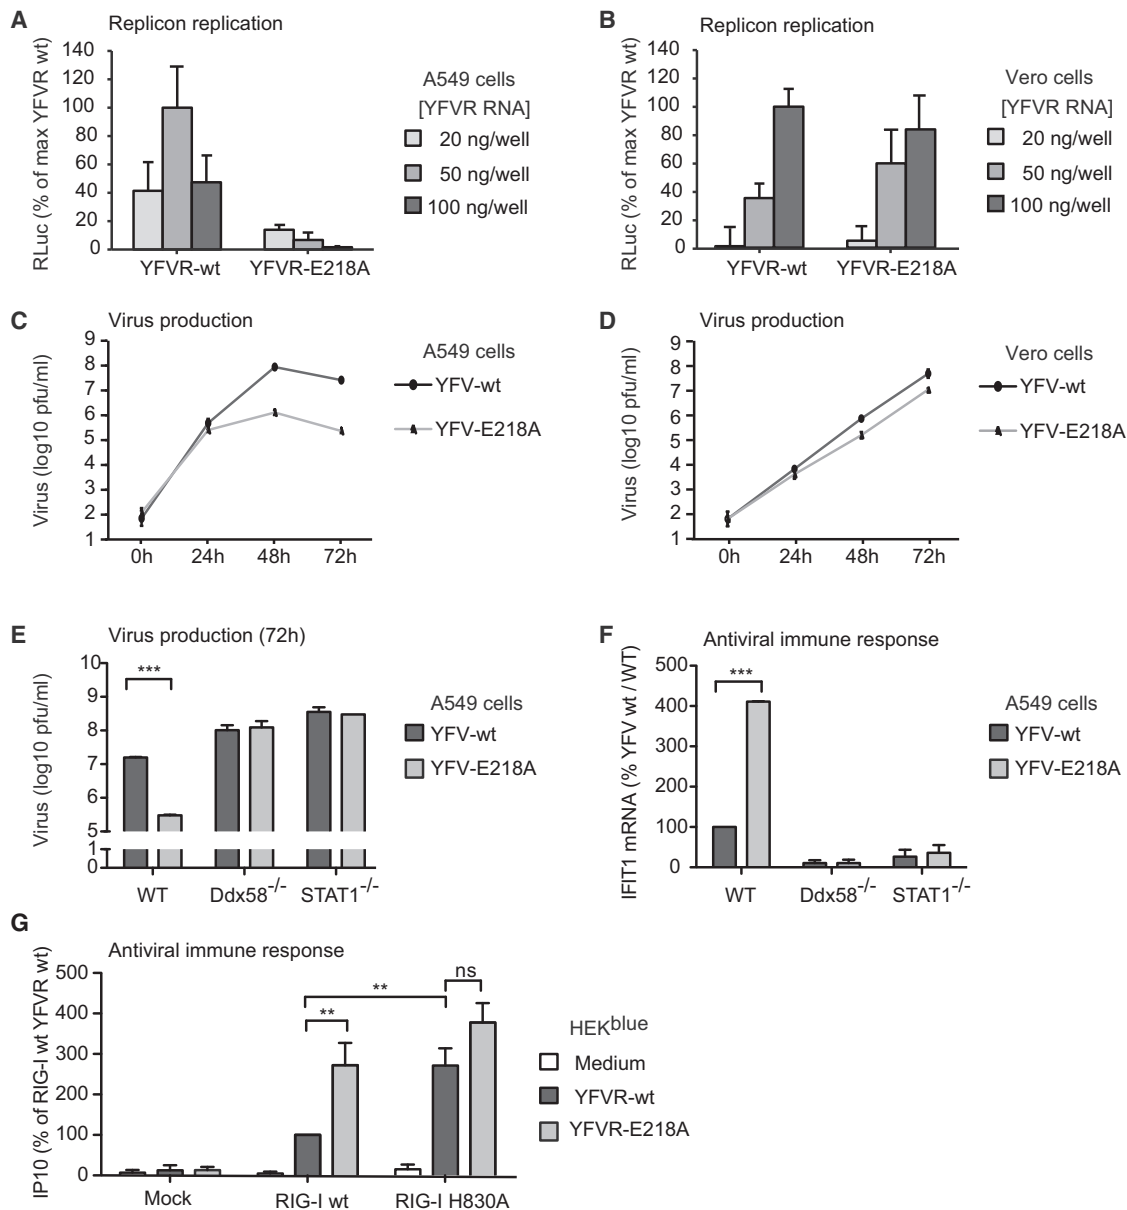 A
Replicon replication
RLuc (% of max YFVR wt)
140
120
100
80
60
40
20
0
YFVR-wt
YFVR-E218A
A549 cells
[YFVR RNA]
20 ng/well
50 ng/well
100 ng/well
B
Replicon replication
RLuc (% of max YFVR wt)
140
120
100
80
60
40
20
0
YFVR-wt
YFVR-E218A
Vero cells
[YFVR RNA]
20 ng/well
50 ng/well
100 ng/well
C
Virus production
Virus (log10 pfu/ml)
9
8
7
6
5
4
3
2
1
0h
24h
48h
72h
A549 cells
YFV-wt
YFV-E218A
D
Virus production
Virus (log10 pfu/ml)
9
8
7
6
5
4
3
2
1
0h
24h
48h
72h
Vero cells
YFV-wt
YFV-E218A
E
Virus production (72h)
Virus (log10 pfu/ml)
10
9
8
7
6
5
1
0
***
WT
Ddx58-/-
STAT1-/-
A549 cells
YFV-wt
YFV-E218A
F
Antiviral immune response
IFIT1 mRNA (% YFV wt / WT)
500
400
300
200
100
0
***
WT
Ddx58-/-
STAT1-/-
A549 cells
YFV-wt
YFV-E218A
G
Antiviral immune response
IP10 (% of RIG-I wt YFVR wt)
500
400
300
200
100
0
**
**
ns
Mock
RIG-I wt
RIG-I H830A
HEKblue
Medium
YFVR-wt
YFVR-E218A